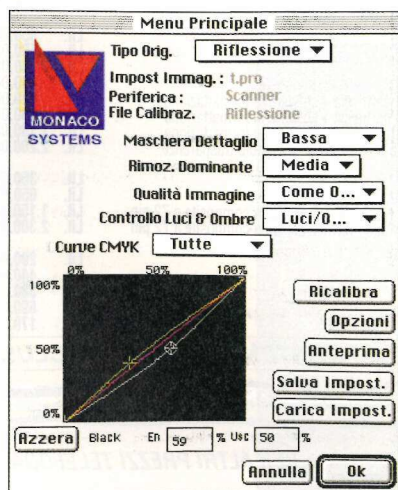 Menu Principale
Tipo Orig. Riflessione
Impost Immag. : t.pro
Periferica : Scanner
File Calibraz. Riflessione
MONACO
SYSTEMS
Maschera Dettaglio Bassa
Rimoz. Dominante Media
Qualità Immagine Come O...
Controllo Luci & Ombre Luci/O...
Curve CMYK Tutte
0% 50% 100%
100%
50%
0%
Ricalibra
Opzioni
Anteprima
Salva Impost.
Carica Impost.
Azzera Black En 59 % Usc 50 %
Annulla Ok